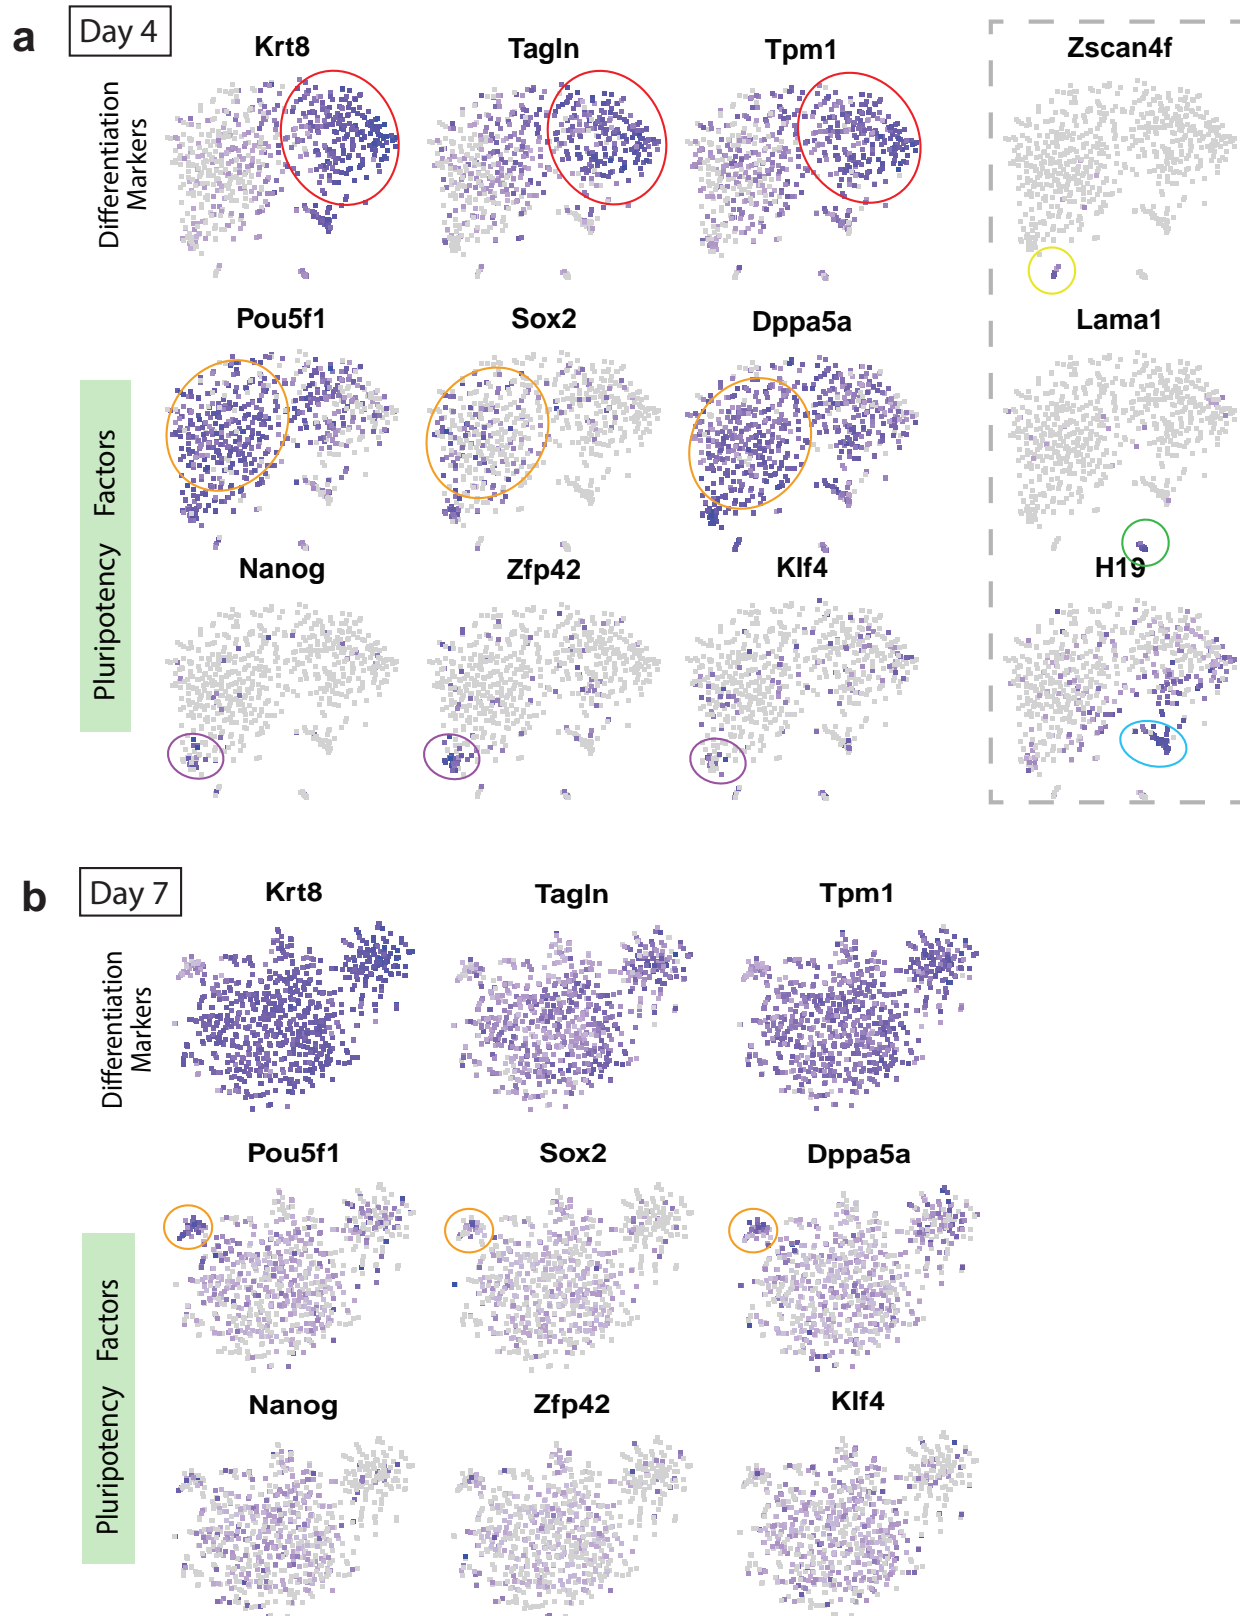 a
Day 4
Krt8
Tagln
Tpm1
Zscan4f
Differentiation
Markers
Pou5f1
Sox2
Dppa5a
Lama1
Pluripotency Factors
Nanog
Zfp42
Klf4
H19
b
Day 7
Krt8
Tagln
Tpm1
Differentiation
Markers
Pou5f1
Sox2
Dppa5a
Pluripotency Factors
Nanog
Zfp42
Klf4